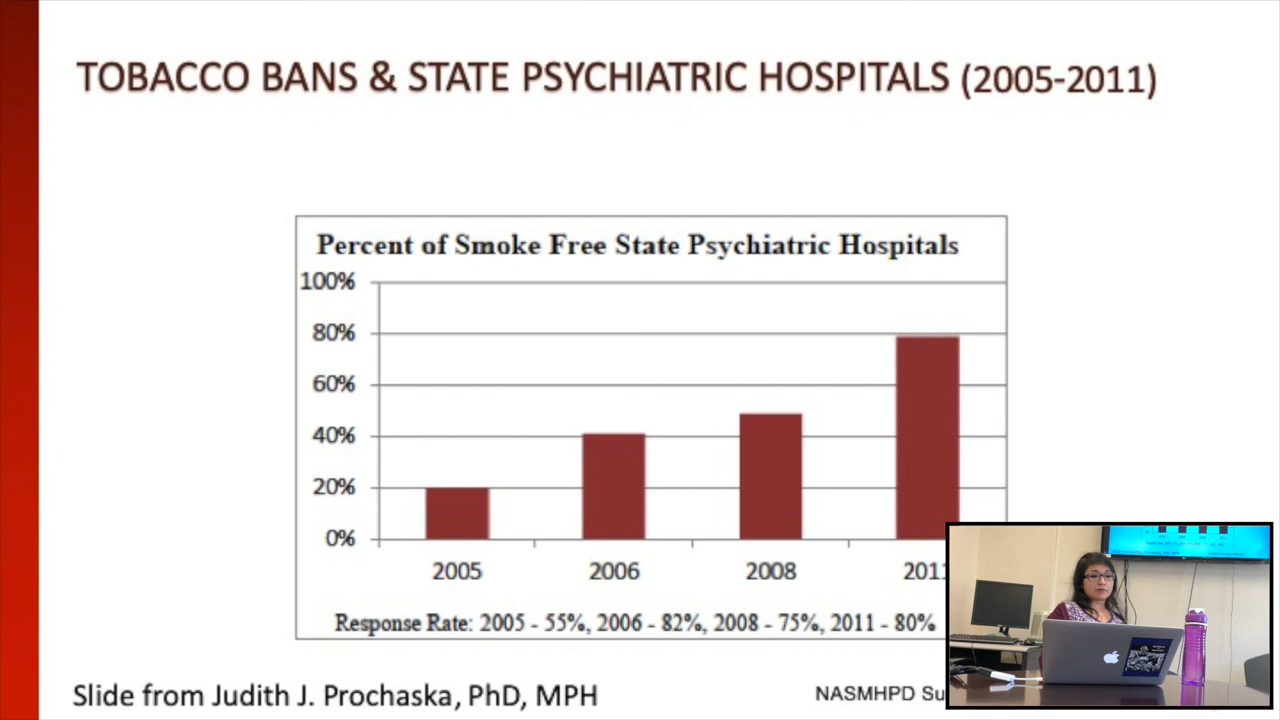 TOBACCO BANS & STATE PSYCHIATRIC HOSPITALS (2005-2011)
Percent of Smoke Free State Psychiatric Hospitals
100%
80%
60%
40%
20%
0%
2005 2006 2008 2011
Response Rate: 2005 - 55%, 2006 - 82%, 2008 - 75%, 2011 - 80%
Slide from Judith J. Prochaska, PhD, MPH
NASMHPD